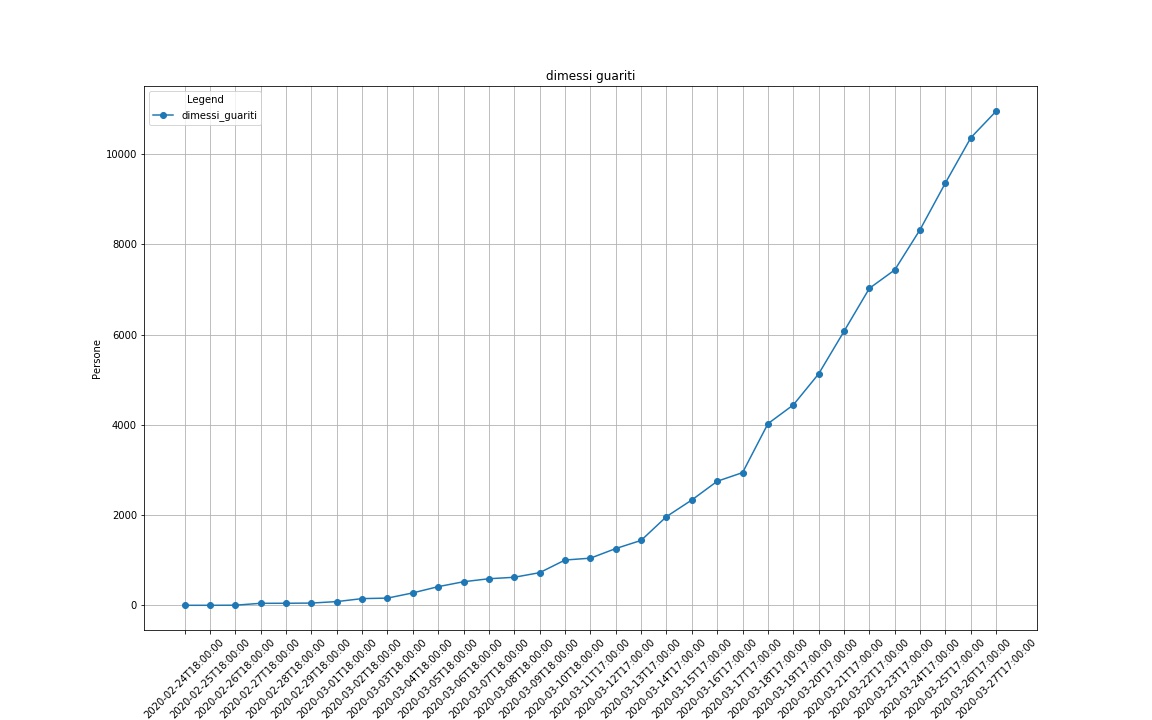 dimessi guariti
Legend
dimessi_guariti
Persone
10000
8000
6000
4000
2000
0
2020-02-24T18:00:00
2020-02-25T18:00:00
2020-02-26T18:00:00
2020-02-27T18:00:00
2020-02-28T18:00:00
2020-02-29T18:00:00
2020-03-01T18:00:00
2020-03-02T18:00:00
2020-03-03T18:00:00
2020-03-04T18:00:00
2020-03-05T18:00:00
2020-03-06T18:00:00
2020-03-07T18:00:00
2020-03-08T18:00:00
2020-03-09T18:00:00
2020-03-10T18:00:00
2020-03-11T17:00:00
2020-03-12T17:00:00
2020-03-13T17:00:00
2020-03-14T17:00:00
2020-03-15T17:00:00
2020-03-16T17:00:00
2020-03-17T17:00:00
2020-03-18T17:00:00
2020-03-19T17:00:00
2020-03-20T17:00:00
2020-03-21T17:00:00
2020-03-22T17:00:00
2020-03-23T17:00:00
2020-03-24T17:00:00
2020-03-25T17:00:00
2020-03-26T17:00:00
2020-03-27T17:00:00